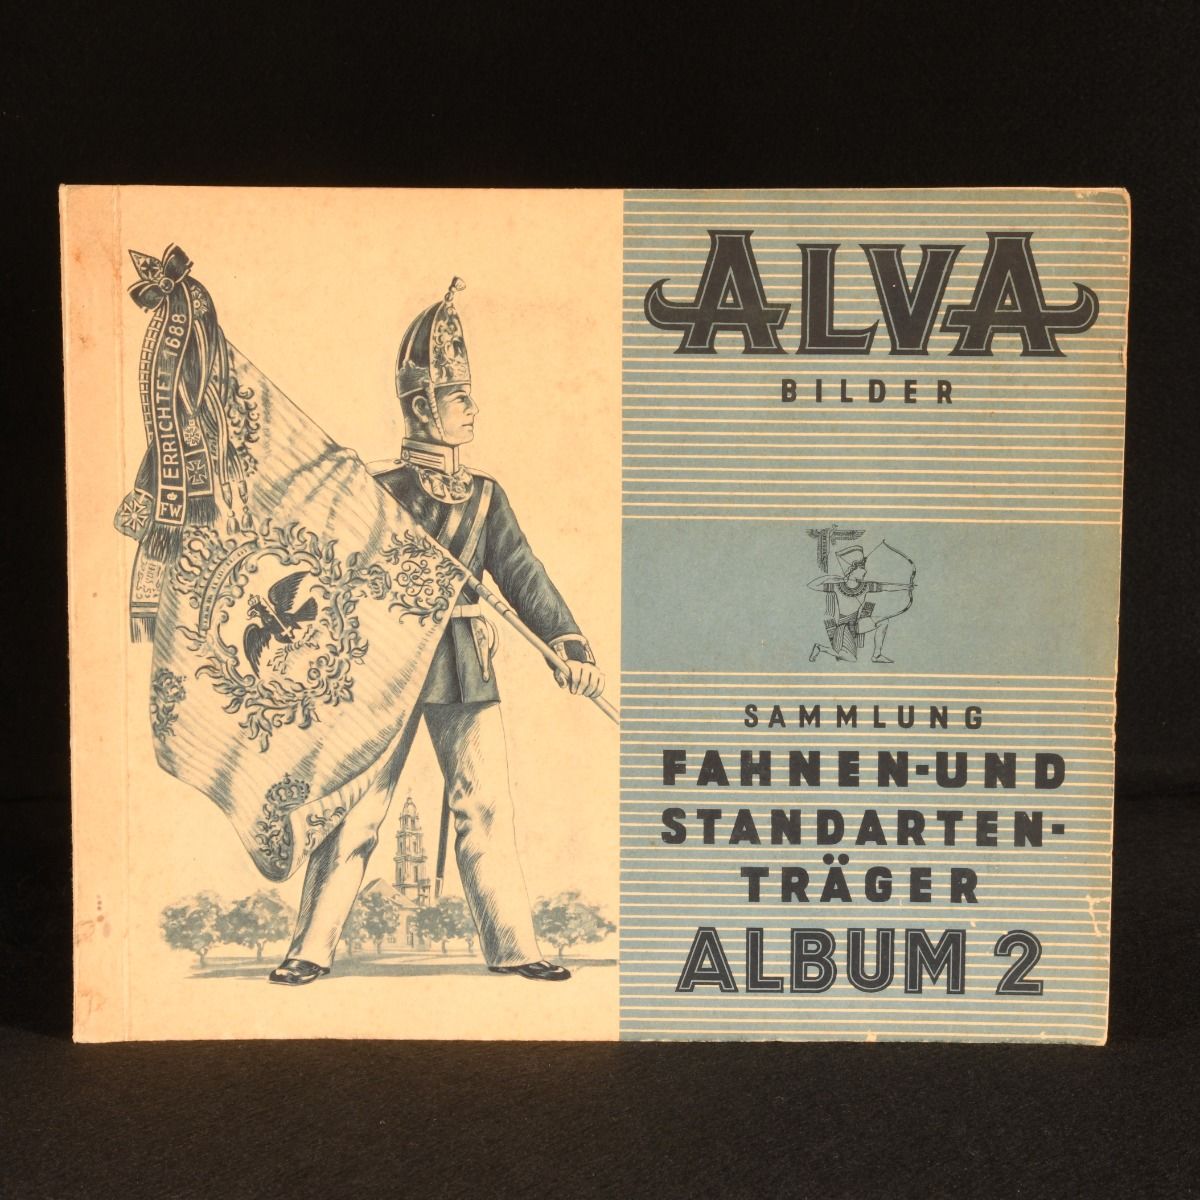 ERRICHTET 1688
FW
ALVA
BILDER
SAMMLUNG
FAHNEN-UND
STANDARTEN-
TRÄGER
ALBUM 2